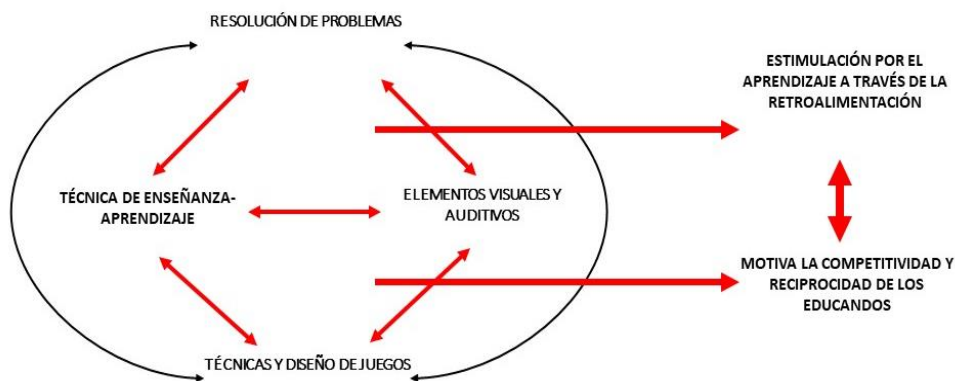 RESOLUCIÓN DE PROBLEMAS
ESTIMULACIÓN POR EL
APRENDIZAJE A TRAVÉS DE LA
RETROALIMENTACIÓN
TÉCNICA DE ENSEÑANZA-
APRENDIZAJE
ELEMENTOS VISUALES Y
AUDITIVOS
MOTIVA LA COMPETITIVIDAD Y
RECIPROCIDAD DE LOS
EDUCANDOS
TÉCNICAS Y DISEÑO DE JUEGOS